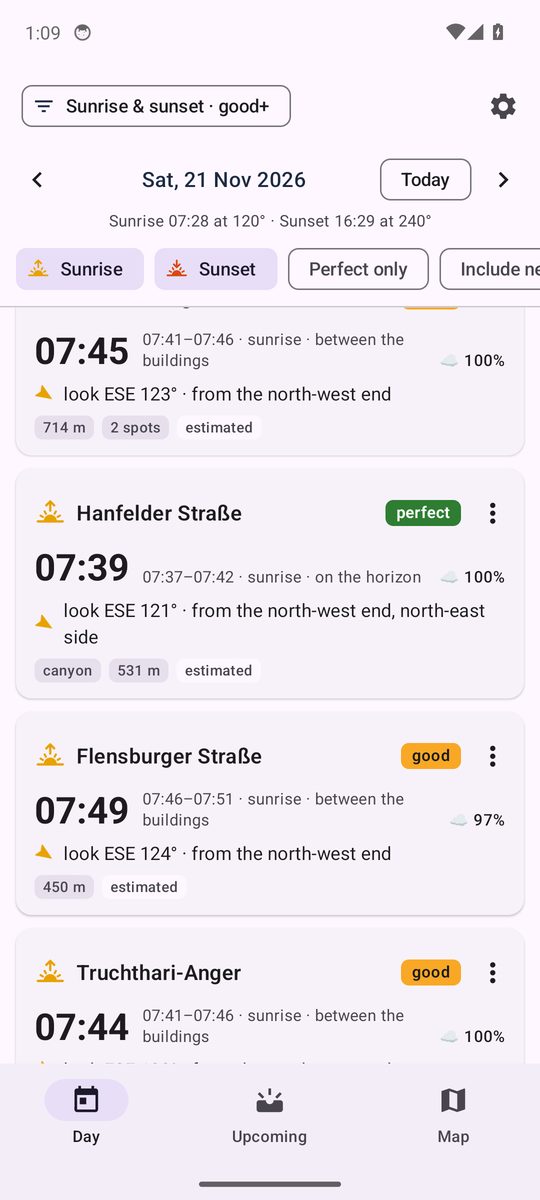 1:09
Sunrise & sunset · good+
Sat, 21 Nov 2026
Today
Sunrise 07:28 at 120° · Sunset 16:29 at 240°
Sunrise
Sunset
Perfect only
Include ne
07:45
07:41–07:46 · sunrise · between the
buildings
100%
look ESE 123° · from the north-west end
714 m
2 spots
estimated
Hanfelder Straße
perfect
07:39
07:37–07:42 · sunrise · on the horizon
100%
look ESE 121° · from the north-west end, north-east
side
canyon
531 m
estimated
Flensburger Straße
good
07:49
07:46–07:51 · sunrise · between the
buildings
97%
look ESE 124° · from the north-west end
450 m
estimated
Truchthari-Anger
good
07:44
07:41–07:46 · sunrise · between the
buildings
100%
Day
Upcoming
Map